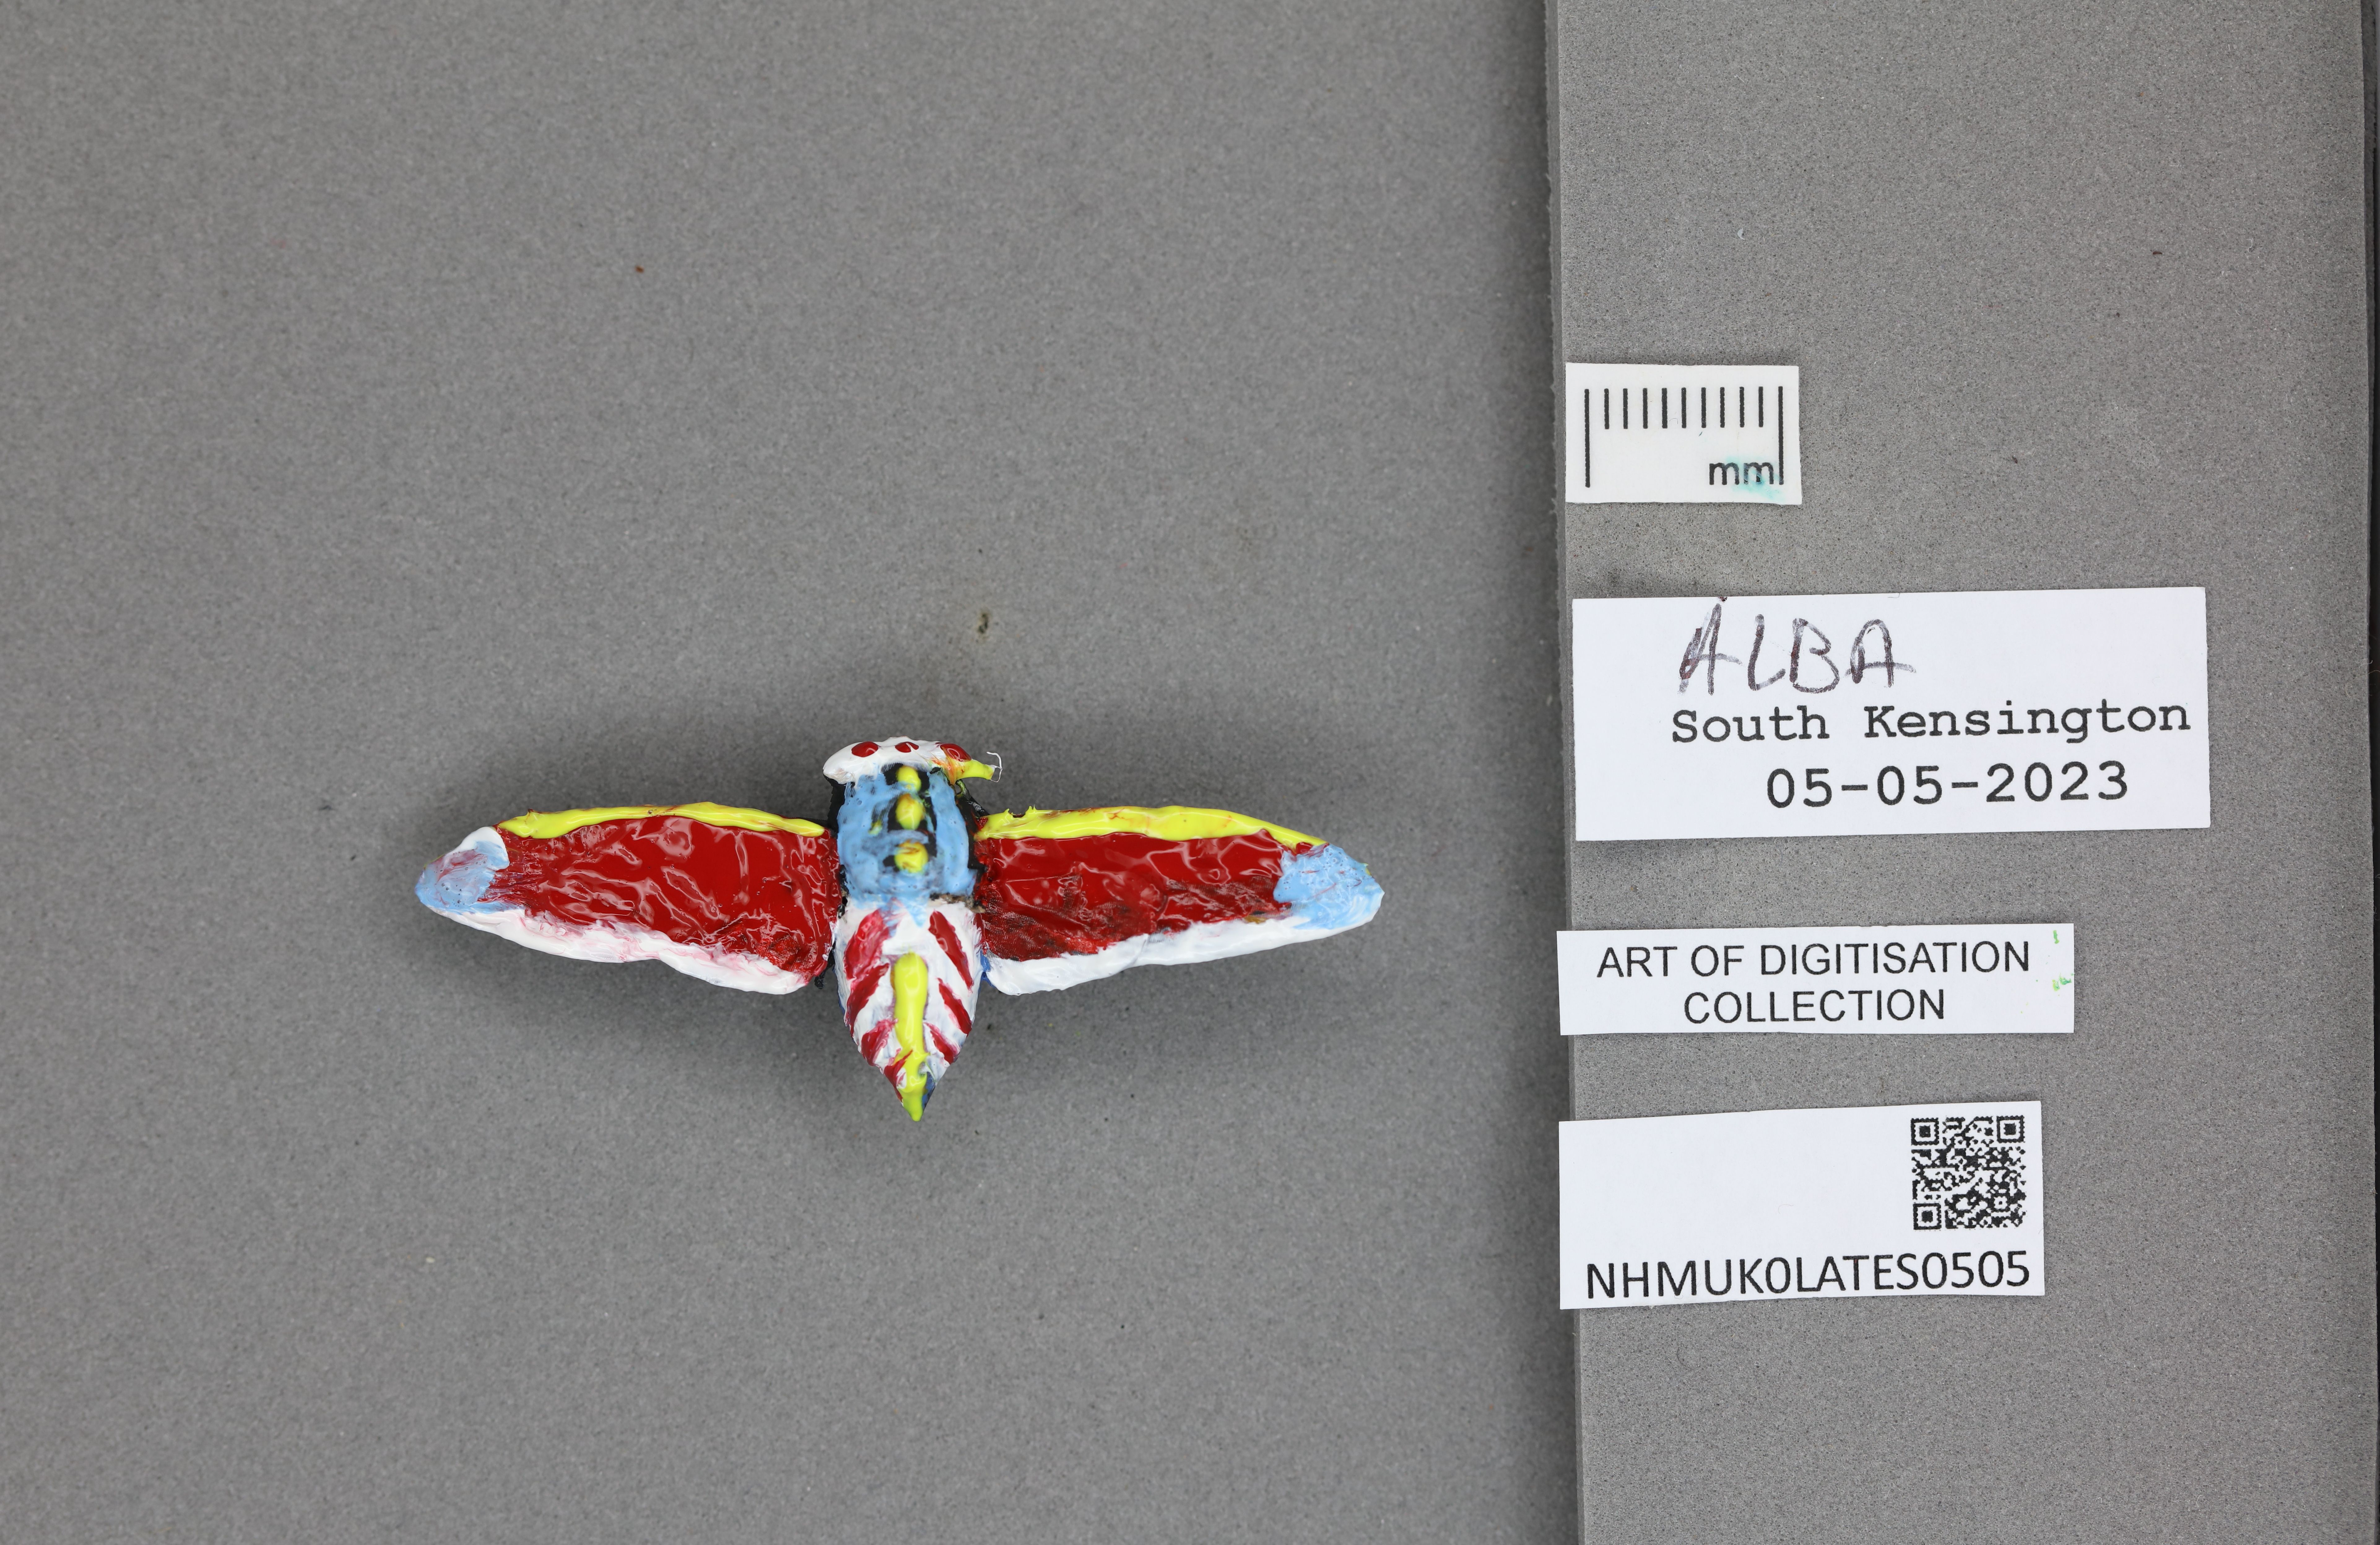 mm
ALBA
South Kensington
05-05-2023
ART OF DIGITISATION
COLLECTION
NHMUK0LATES0505